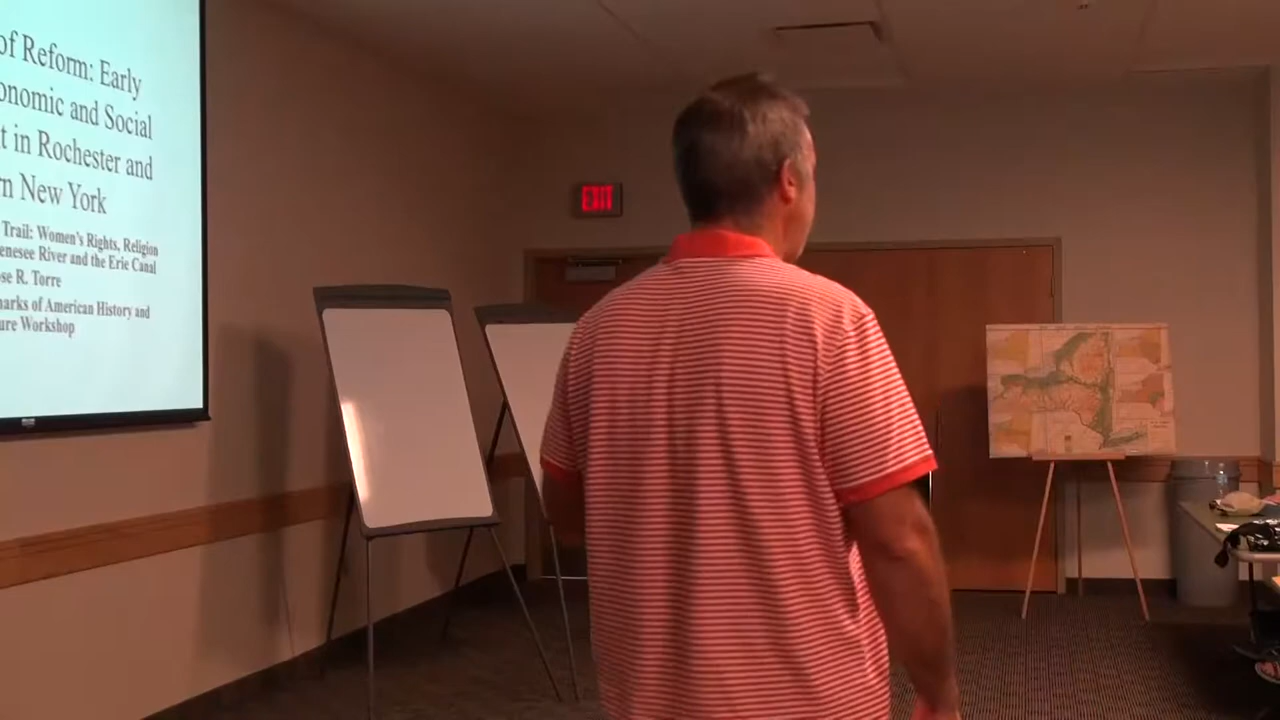 of Reform: Early
onomic and Social
t in Rochester and
rn New York
Trail: Women's Rights, Religion
enesee River and the Erie Canal
se R. Torre
arks of American History and
ure Workshop
EXIT